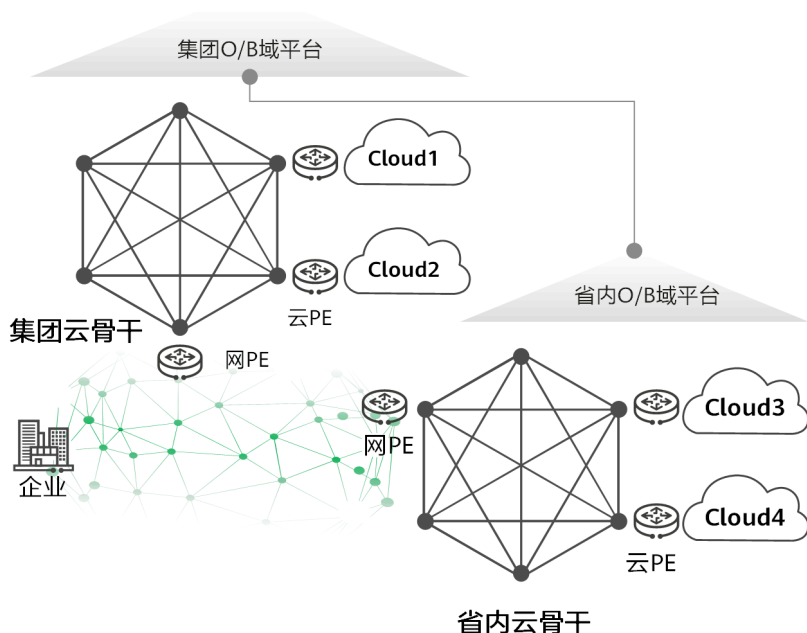 集团O/B域平台
Cloud1
Cloud2
云PE
集团云骨干
网PE
省内O/B域平台
企业
网PE
Cloud3
Cloud4
云PE
省内云骨干